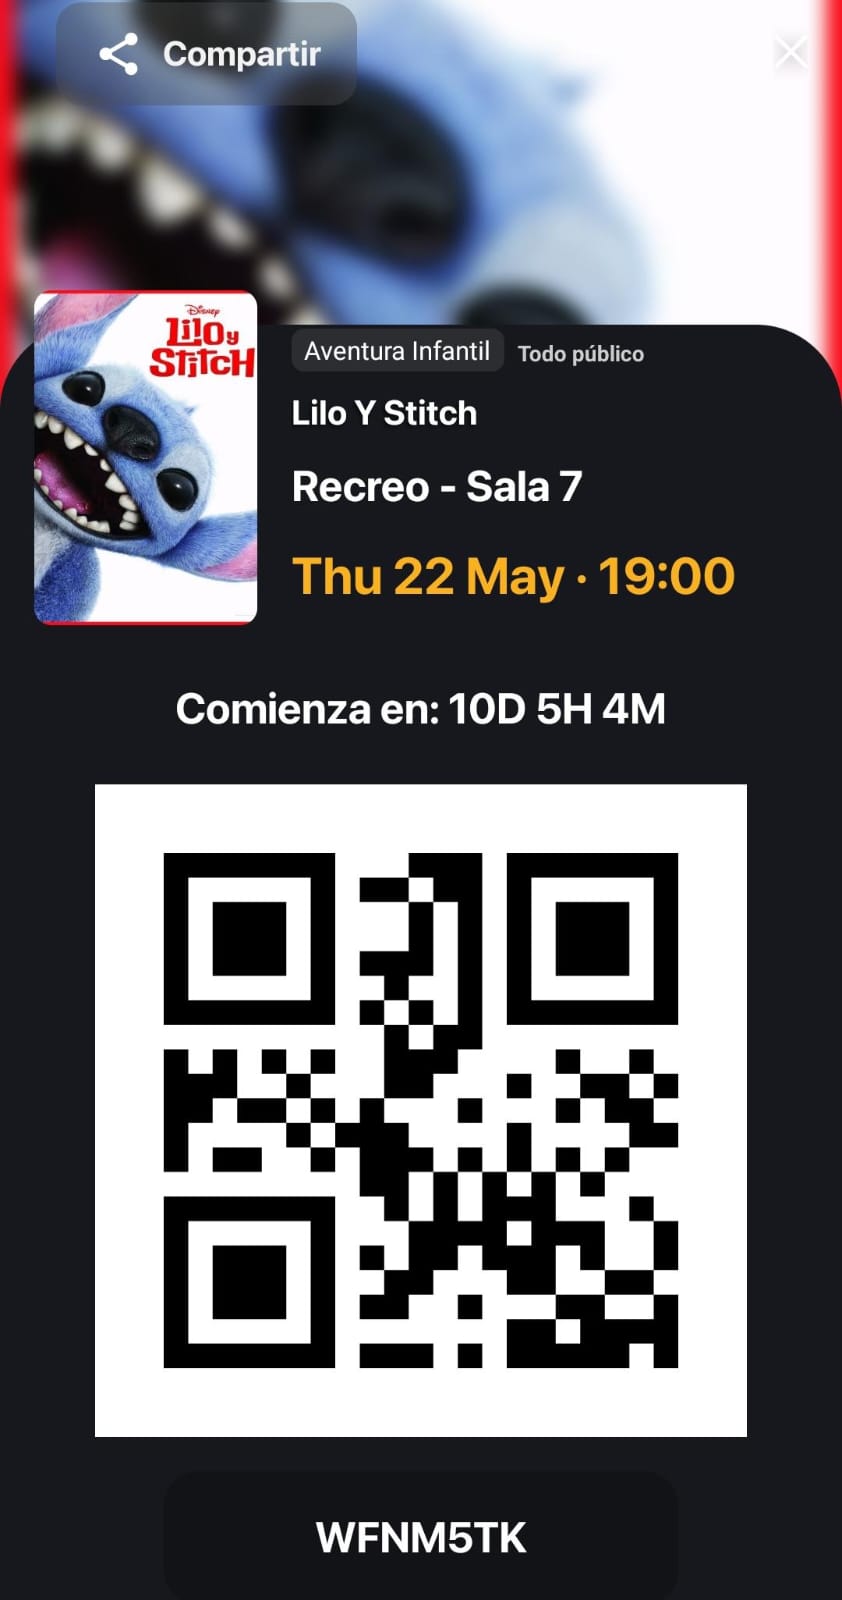 Compartir
Disney
Lilo y
Stitch
Aventura Infantil Todo público
Lilo Y Stitch
Recreo - Sala 7
Thu 22 May · 19:00
Comienza en: 10D 5H 4M
WFNM5TK